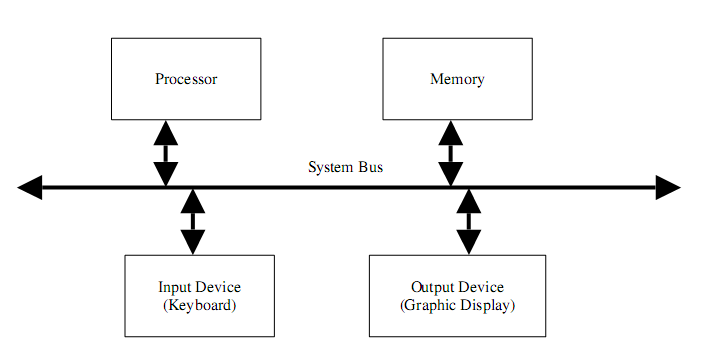 Processor
Memory
System Bus
Input Device
(Keyboard)
Output Device
(Graphic Display)